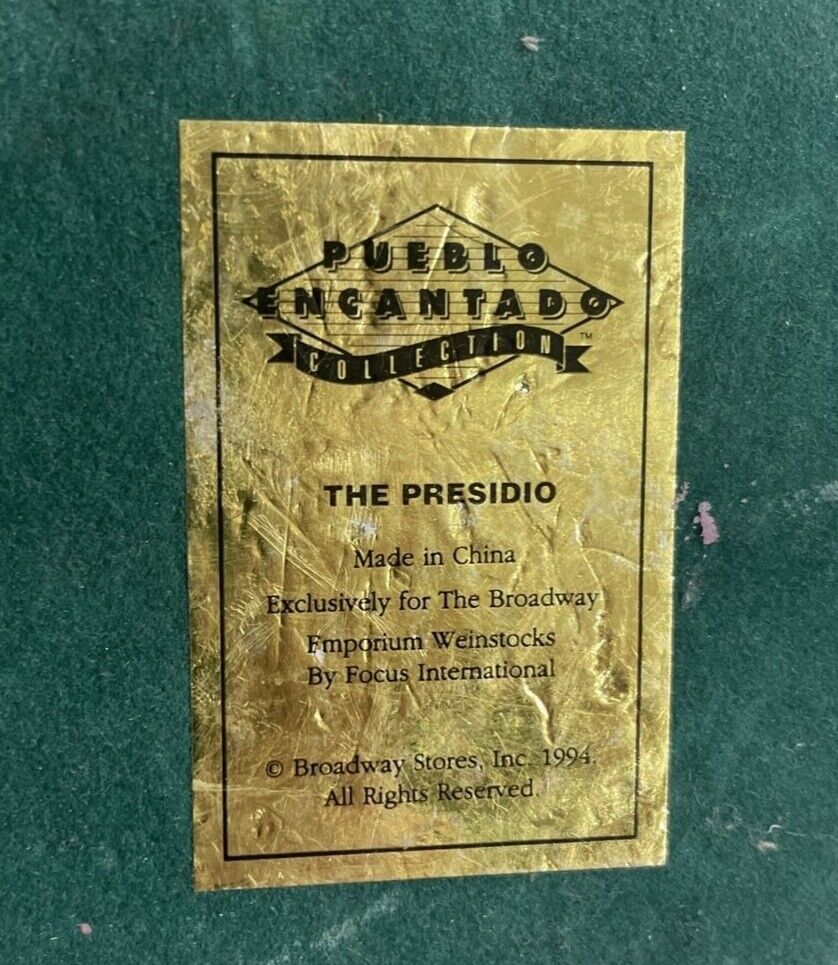 PUEBLO
ENCANTADO
COLLECTION
™
THE PRESIDIO
Made in China
Exclusively for The Broadway
Emporium Weinstocks
By Focus International
© Broadway Stores, Inc. 1994.
All Rights Reserved.